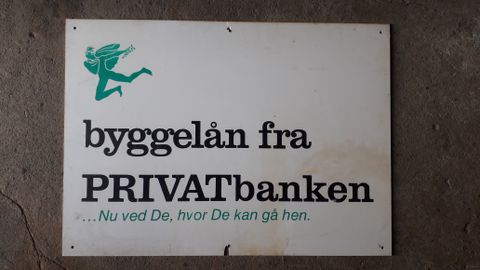 byggelån fra
PRIVATbanken
...Nu ved De, hvor De kan gå hen.